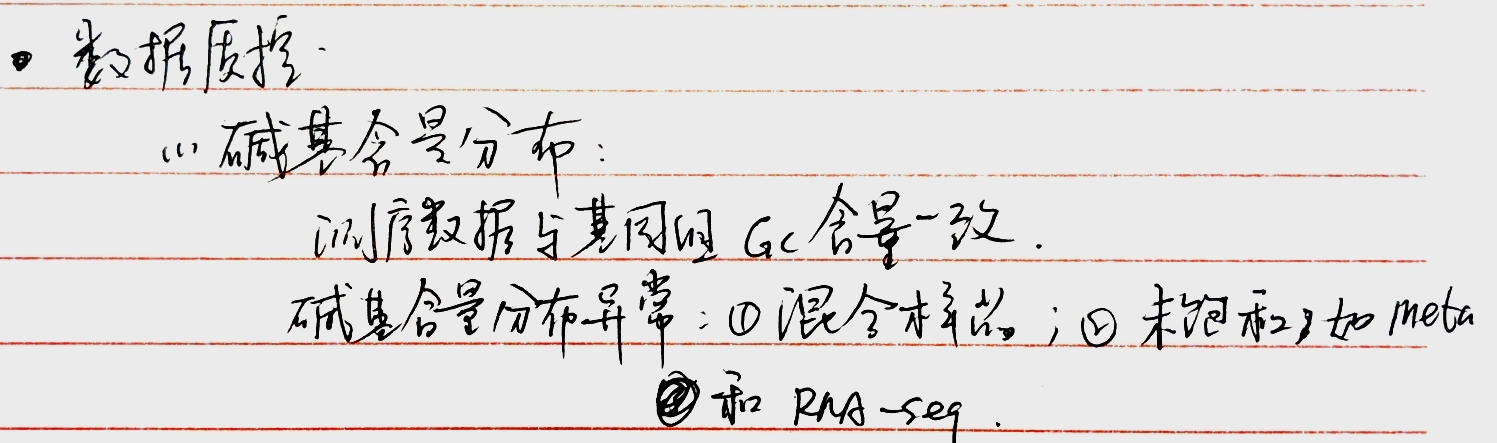 • 数据质控.
(1) 碱基含量分布:
测序数据与基因组 GC 含量一致.
碱基含量分布异常: ① 混合样品; ② 未饱和, 如 meta
和 RNA-seq.